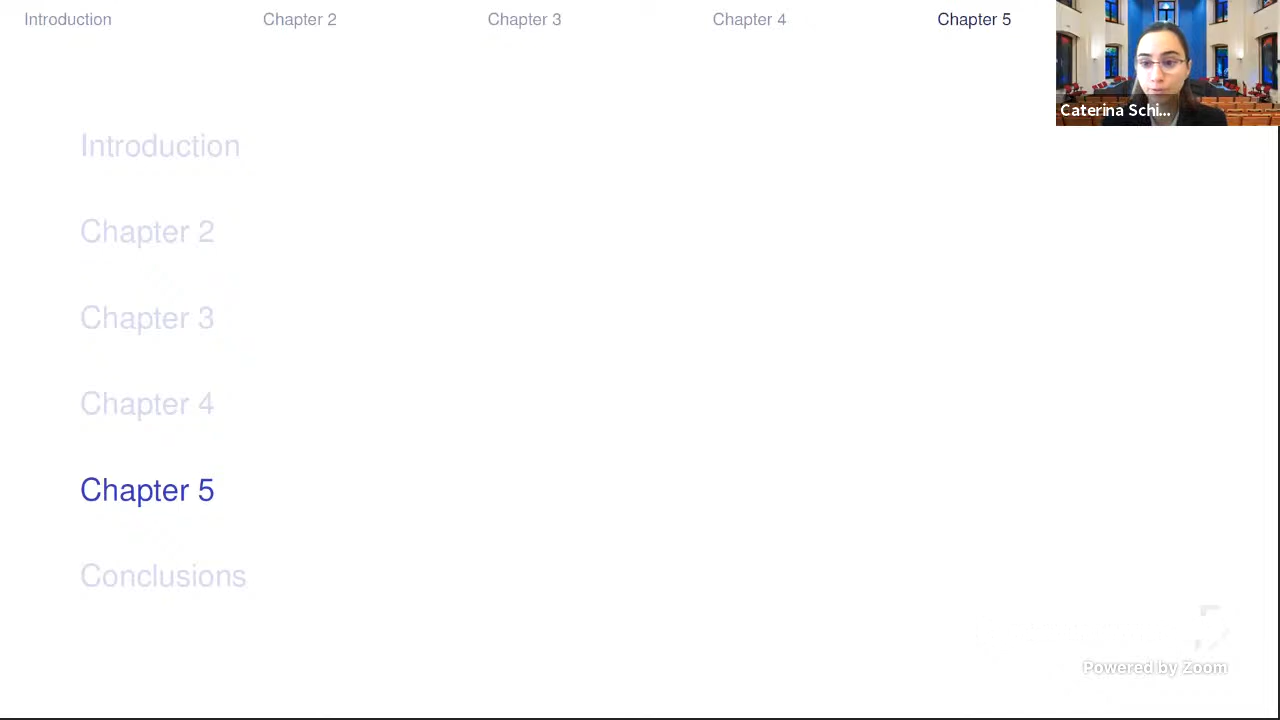 Introduction Chapter 2 Chapter 3 Chapter 4 Chapter 5
Caterina Schi...
Introduction
Chapter 2
Chapter 3
Chapter 4
Chapter 5
Conclusions
Powered by Zoom